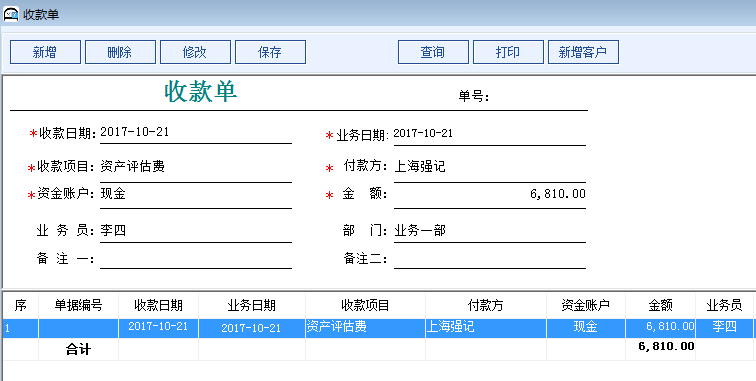 收款单
新增 删除 修改 保存 查询 打印 新增客户
收款单 单号:
*收款日期: 2017-10-21 *业务日期: 2017-10-21
*收款项目: 资产评估费 * 付款方: 上海强记
*资金账户: 现金 * 金 额: 6,810.00
业 务 员: 李四 部 门: 业务一部
备 注 一: 备注二:
序 单据编号 收款日期 业务日期 收款项目 付款方 资金账户 金额 业务员
1 2017-10-21 2017-10-21 资产评估费 上海强记 现金 6,810.00 李四
合计 6,810.00